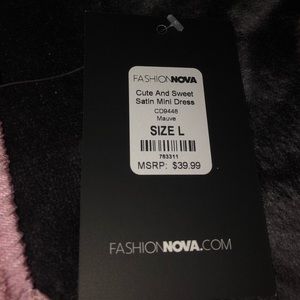 FASHIONNOVA
Cute And Sweet
Satin Mini Dress
CD9448
Mauve
SIZE L
783311
MSRP: $39.99
FASHIONNOVA.COM